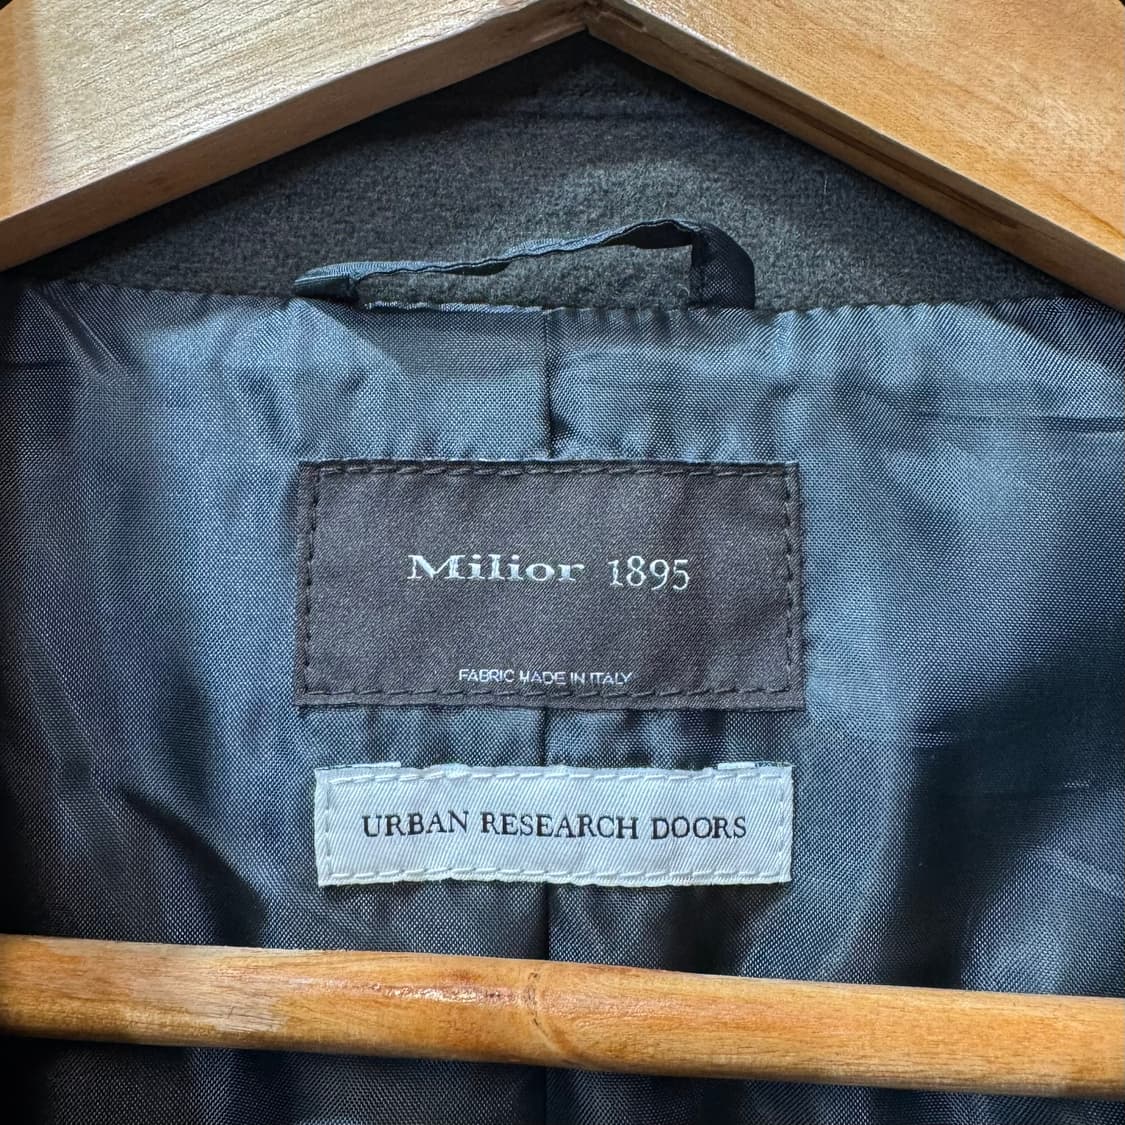 Milior 1895
FABRIC MADE IN ITALY
URBAN RESEARCH DOORS